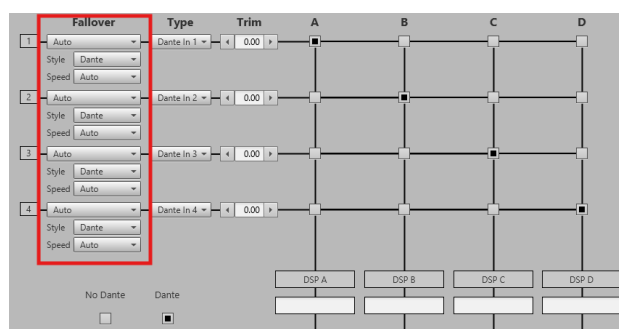 Fallover Type Trim A B C D
1 Auto Dante In 1 0.00
Style Dante
Speed Auto
2 Auto Dante In 2 0.00
Style Dante
Speed Auto
3 Auto Dante In 3 0.00
Style Dante
Speed Auto
4 Auto Dante In 4 0.00
Style Dante
Speed Auto
DSP A DSP B DSP C DSP D
No Dante Dante